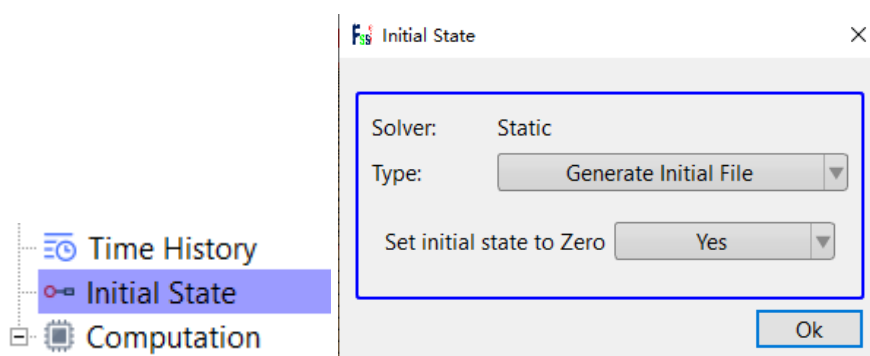 Time History
Initial State
Computation
Fssi Initial State
Solver: Static
Type: Generate Initial File
Set initial state to Zero Yes
Ok